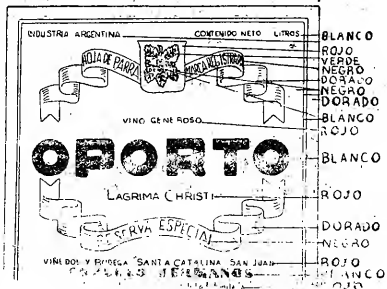 INDUSTRIA ARGENTINA CONTENIDO NETO LITROS BLANCO
ROJO
VERDE
HOJA DE PARRA MARCA REGISTRADA NEGRO
DORADO
NEGRO
DORADO
BLANCO
VINO GENEROSO ROJO
OPORTO BLANCO
LAGRIMA CHRISTI ROJO
RESERVA ESPECIAL DORADO
NEGRO
VIÑEDOS Y BODEGA "SANTA CATALINA" SAN JUAN ROJO
HERMANOS BLANCO
ROJO